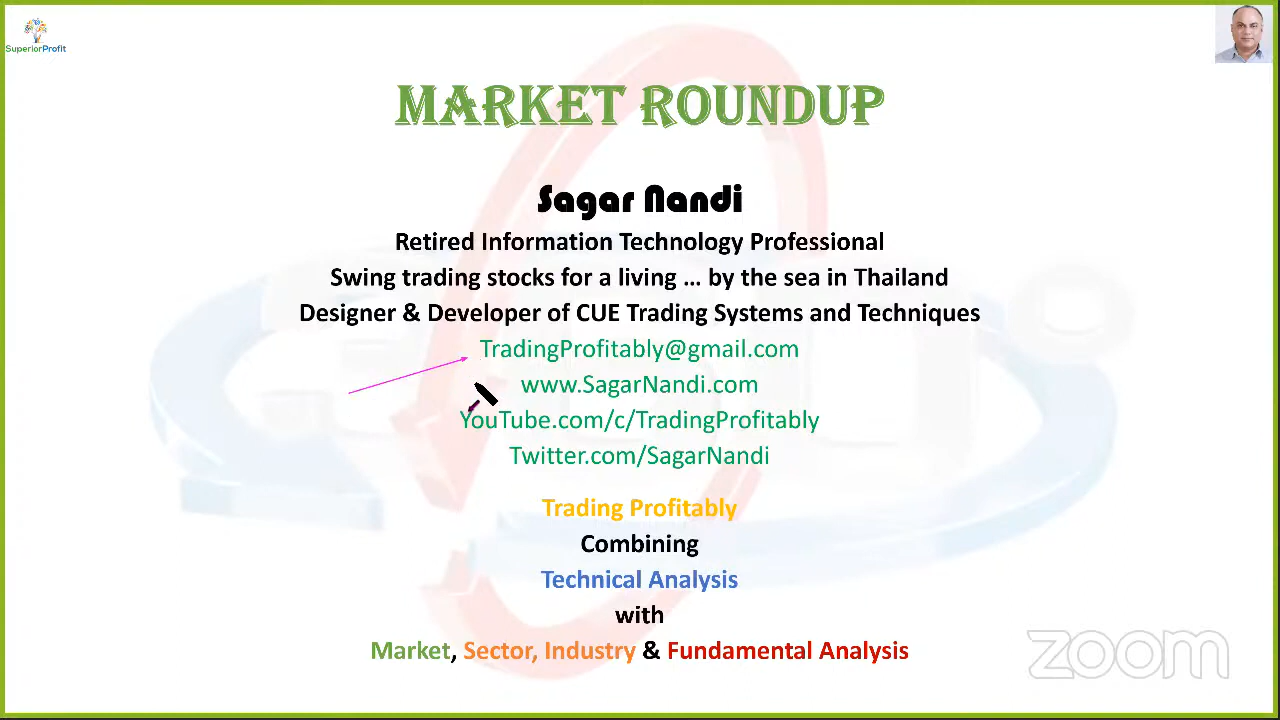 SuperiorProfit
MARKET ROUNDUP
Sagar Nandi
Retired Information Technology Professional
Swing trading stocks for a living … by the sea in Thailand
Designer & Developer of CUE Trading Systems and Techniques
TradingProfitably@gmail.com
www.SagarNandi.com
YouTube.com/c/TradingProfitably
Twitter.com/SagarNandi
Trading Profitably
Combining
Technical Analysis
with
Market, Sector, Industry & Fundamental Analysis
zoom